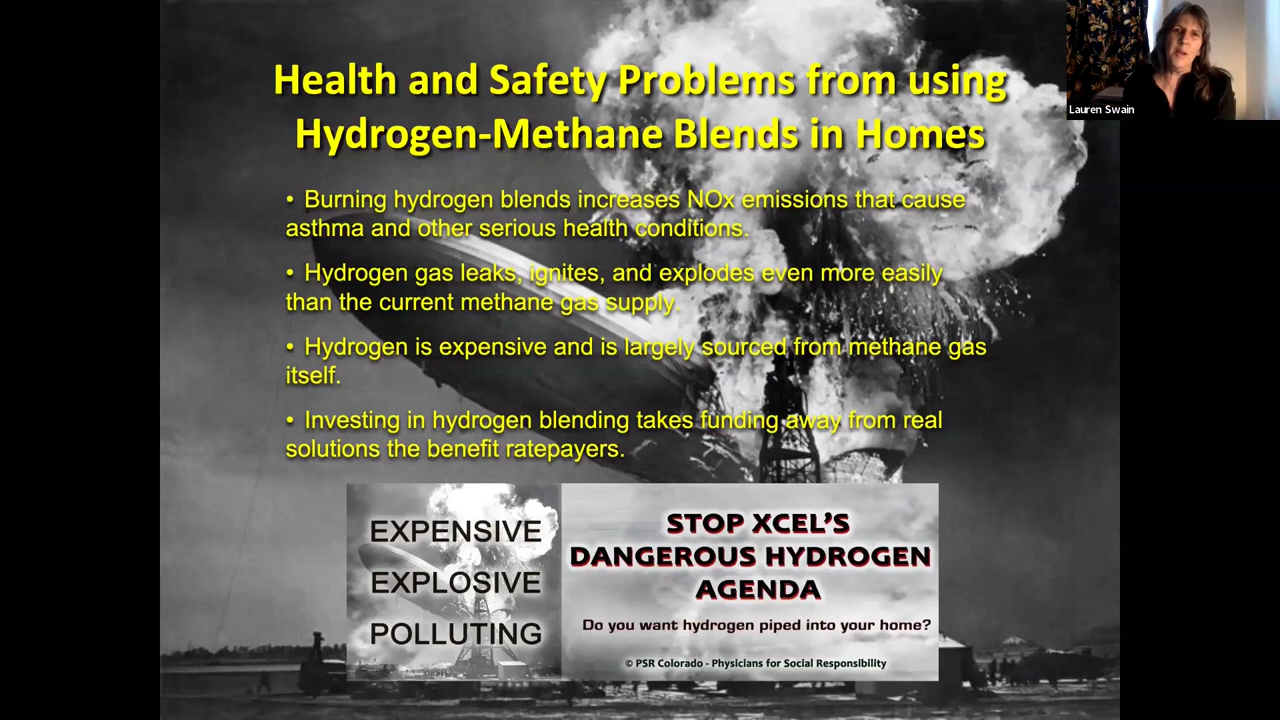 Health and Safety Problems from using
Hydrogen-Methane Blends in Homes
• Burning hydrogen blends increases NOx emissions that cause
asthma and other serious health conditions.
• Hydrogen gas leaks, ignites, and explodes even more easily
than the current methane gas supply.
• Hydrogen is expensive and is largely sourced from methane gas
itself.
• Investing in hydrogen blending takes funding away from real
solutions the benefit ratepayers.
EXPENSIVE
EXPLOSIVE
POLLUTING
STOP XCEL'S
DANGEROUS HYDROGEN
AGENDA
Do you want hydrogen piped into your home?
© PSR Colorado - Physicians for Social Responsibility
Lauren Swain